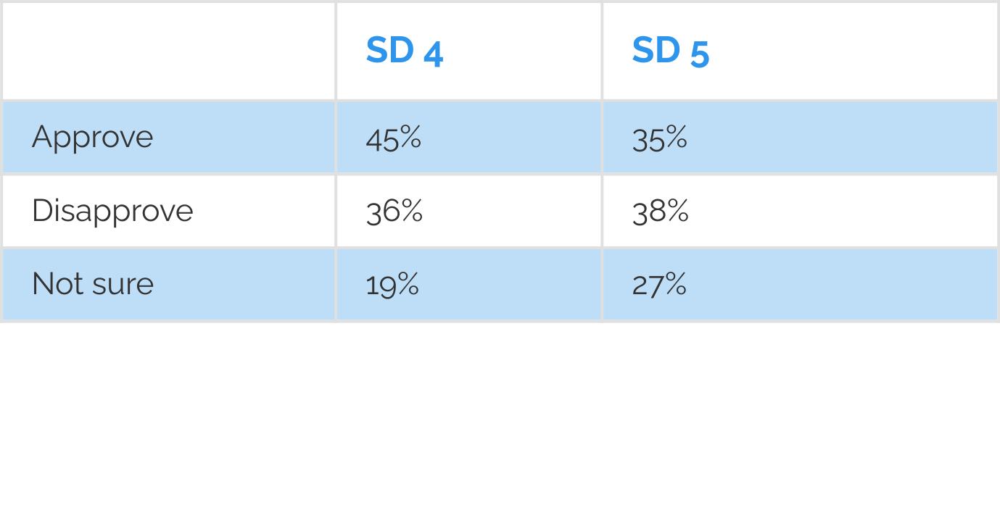 SD 4 SD 5
Approve 45% 35%
Disapprove 36% 38%
Not sure 19% 27%